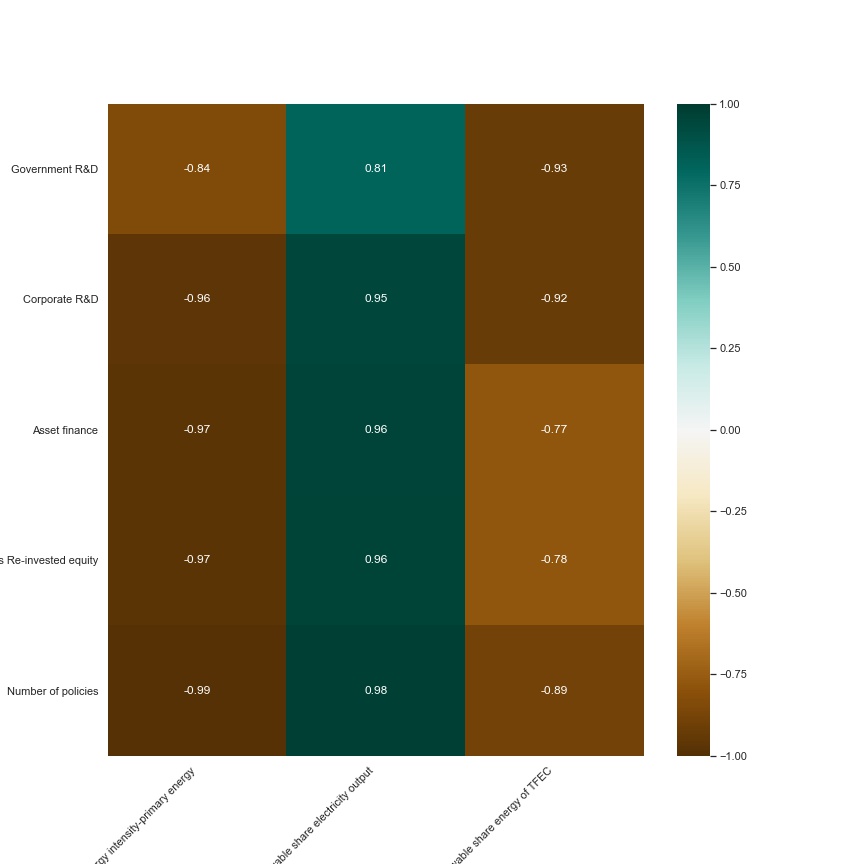 Government R&D -0.84 0.81 -0.93
Corporate R&D -0.96 0.95 -0.92
Asset finance -0.97 0.96 -0.77
s Re-invested equity -0.97 0.96 -0.78
Number of policies -0.99 0.98 -0.89
rgy intensity-primary energy
able share electricity output
vable share energy of TFEC
1.00
0.75
0.50
0.25
0.00
−0.25
−0.50
−0.75
−1.00